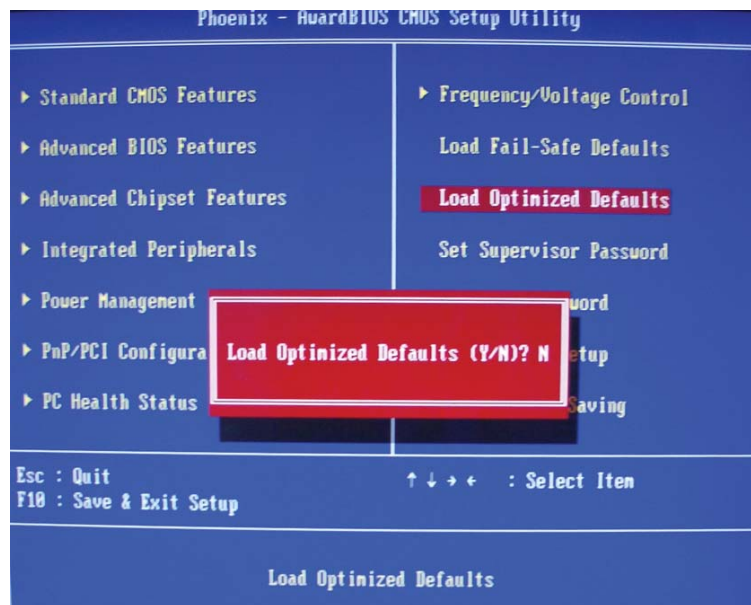 Phoenix - AwardBIOS CMOS Setup Utility
▶ Standard CMOS Features
▶ Advanced BIOS Features
▶ Advanced Chipset Features
▶ Integrated Peripherals
▶ Power Management
▶ PnP/PCI Configura
▶ PC Health Status
▶ Frequency/Voltage Control
Load Fail-Safe Defaults
Load Optimized Defaults
Set Supervisor Password
word
etup
Saving
Load Optimized Defaults (Y/N)? N
Esc : Quit
F10 : Save & Exit Setup
↑ ↓ → ← : Select Item
Load Optimized Defaults